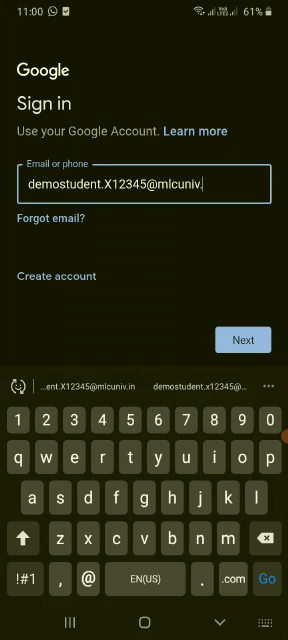 11:00 61%
Google
Sign in
Use your Google Account. Learn more
Email or phone
demostudent.X12345@mlcuniv.
Forgot email?
Create account
Next
...ent.X12345@mlcuniv.in demostudent.x12345@...
1 2 3 4 5 6 7 8 9 0
q w e r t y u i o p
a s d f g h j k l
z x c v b n m
!#1 , @ EN(US) . .com Go